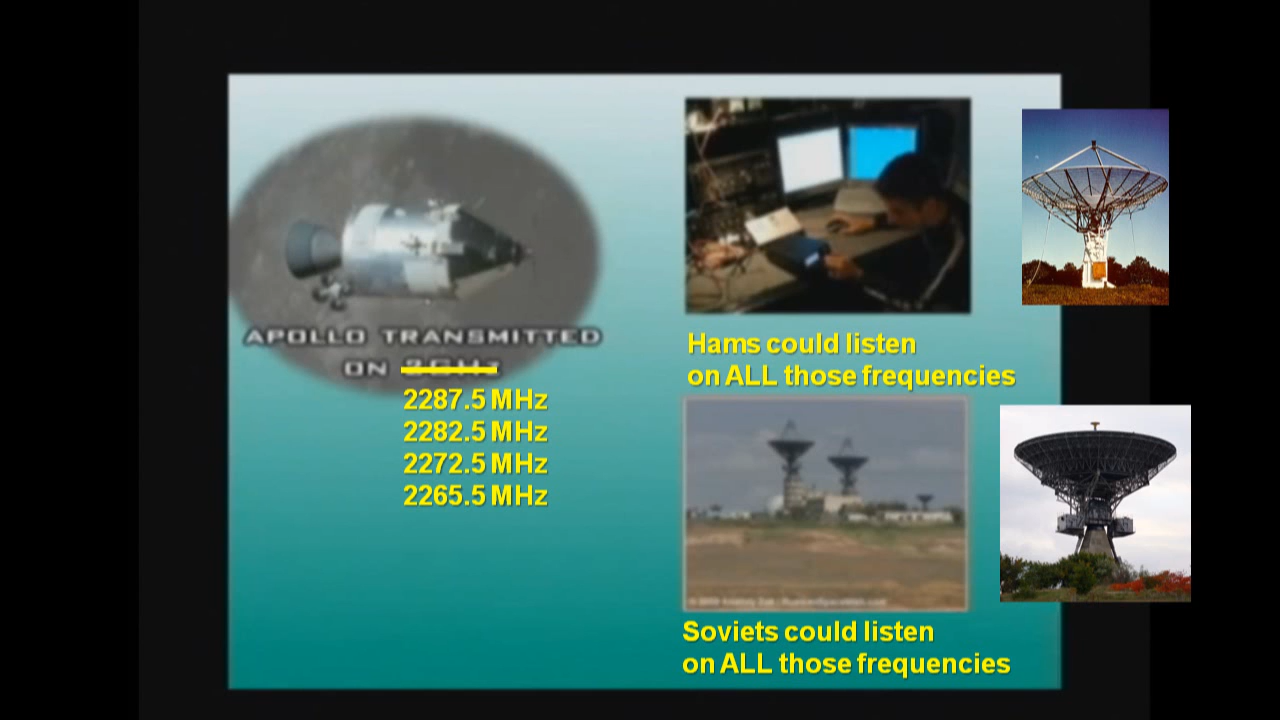 APOLLO TRANSMITTED
ON 2GHz
2287.5 MHz
2282.5 MHz
2272.5 MHz
2265.5 MHz
Hams could listen
on ALL those frequencies
Soviets could listen
on ALL those frequencies